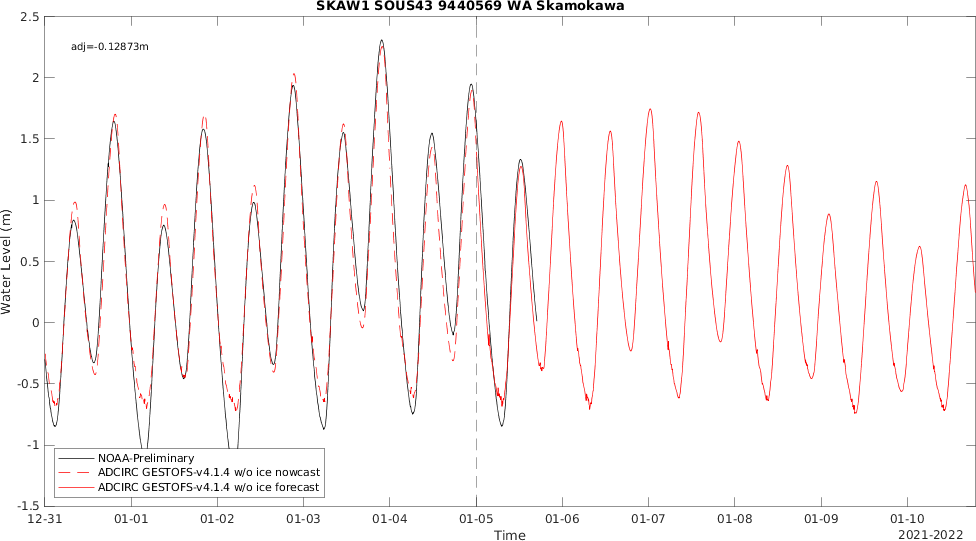 SKAW1 SOUS43 9440569 WA Skamokawa
adj=-0.12873m
Water Level (m)
2.5
2
1.5
1
0.5
0
-0.5
-1
-1.5
NOAA-Preliminary
ADCIRC GESTOFS-v4.1.4 w/o ice nowcast
ADCIRC GESTOFS-v4.1.4 w/o ice forecast
12-31 01-01 01-02 01-03 01-04 01-05 01-06 01-07 01-08 01-09 01-10
Time
2021-2022